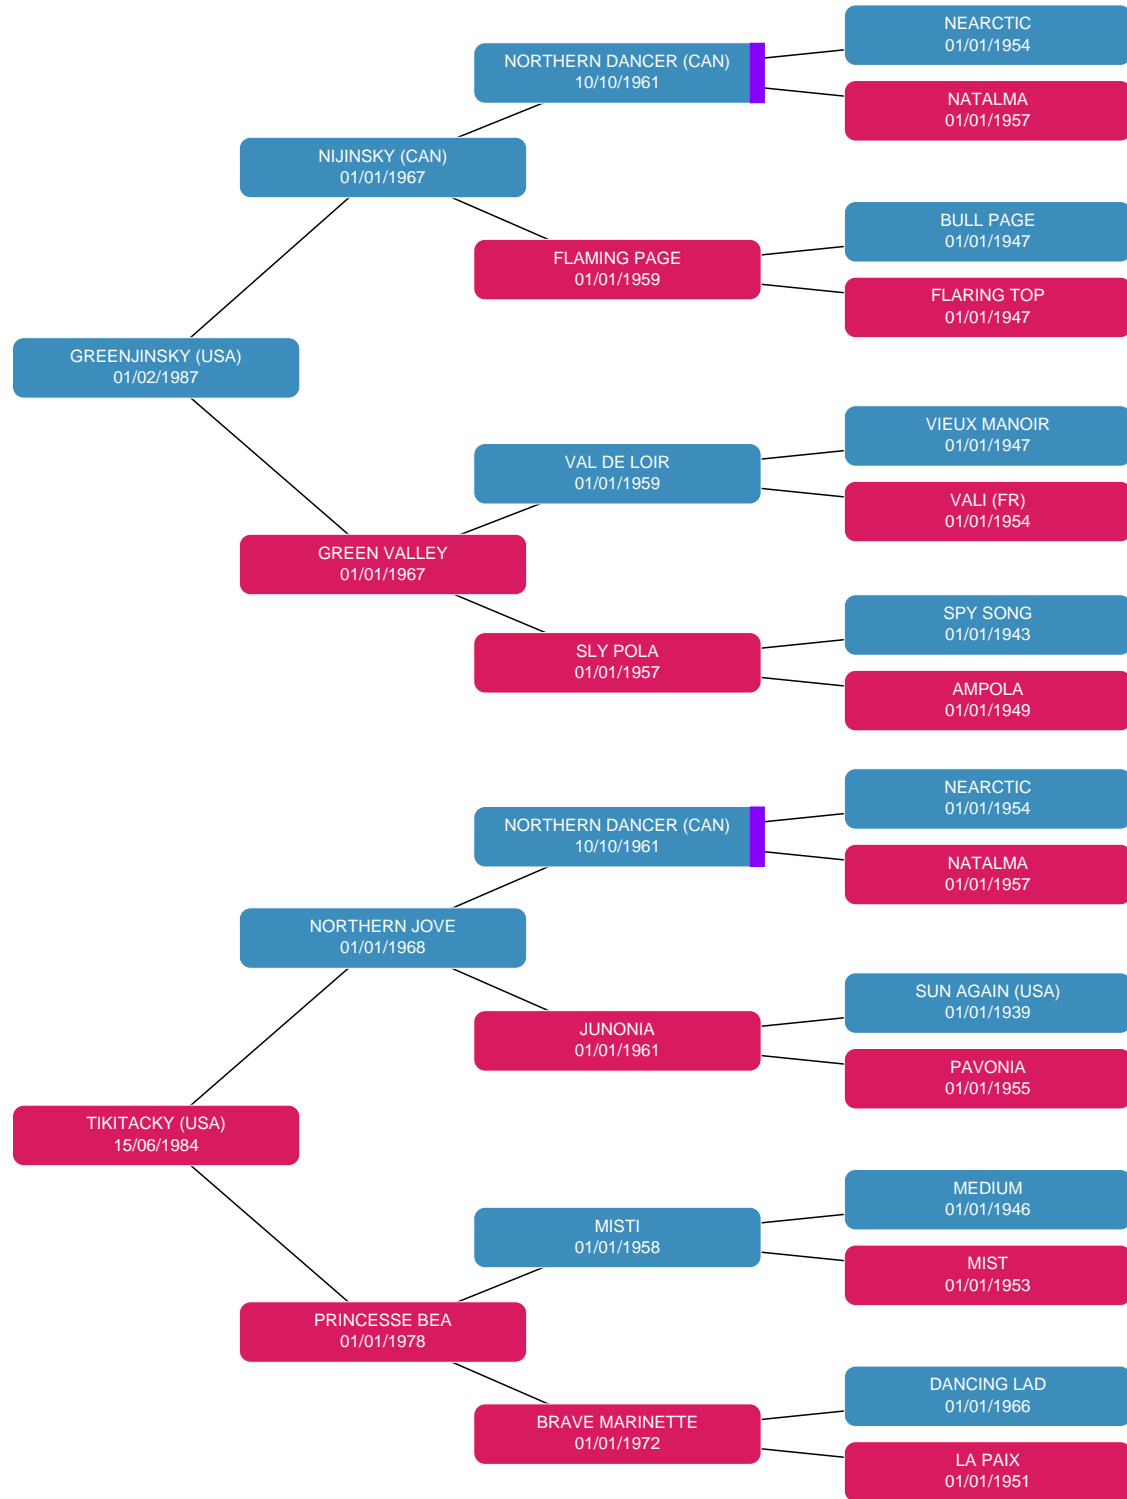 NEARCTIC
01/01/1954
NORTHERN DANCER (CAN)
10/10/1961
NATALMA
01/01/1957
NIJINSKY (CAN)
01/01/1967
BULL PAGE
01/01/1947
FLAMING PAGE
01/01/1959
FLARING TOP
01/01/1947
GREENJINSKY (USA)
01/02/1987
VIEUX MANOIR
01/01/1947
VAL DE LOIR
01/01/1959
VALI (FR)
01/01/1954
GREEN VALLEY
01/01/1967
SPY SONG
01/01/1943
SLY POLA
01/01/1957
AMPOLA
01/01/1949
NEARCTIC
01/01/1954
NORTHERN DANCER (CAN)
10/10/1961
NATALMA
01/01/1957
NORTHERN JOVE
01/01/1968
SUN AGAIN (USA)
01/01/1939
JUNONIA
01/01/1961
PAVONIA
01/01/1955
TIKITACKY (USA)
15/06/1984
MEDIUM
01/01/1946
MISTI
01/01/1958
MIST
01/01/1953
PRINCESSE BEA
01/01/1978
DANCING LAD
01/01/1966
BRAVE MARINETTE
01/01/1972
LA PAIX
01/01/1951